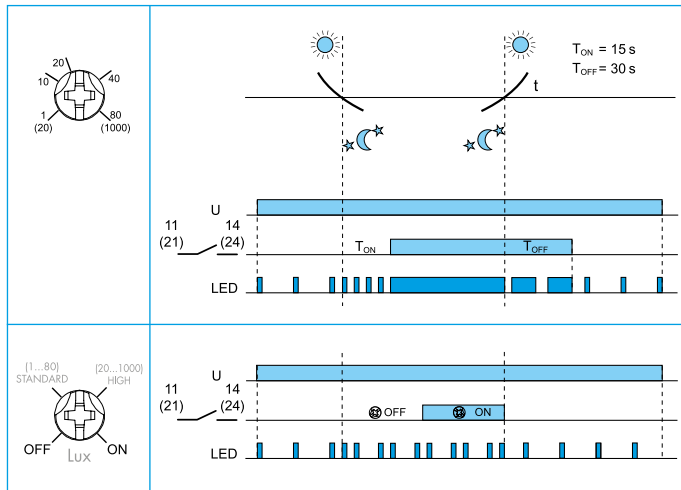 20
10
40
1
(20)
80
(1000)
T_ON = 15 s
T_OFF = 30 s
t
U
11 14
(21) (24)
T_ON T_OFF
LED
(1...80)
STANDARD
(20...1000)
HIGH
OFF
Lux
ON
U
11 14
(21) (24)
OFF ON
LED